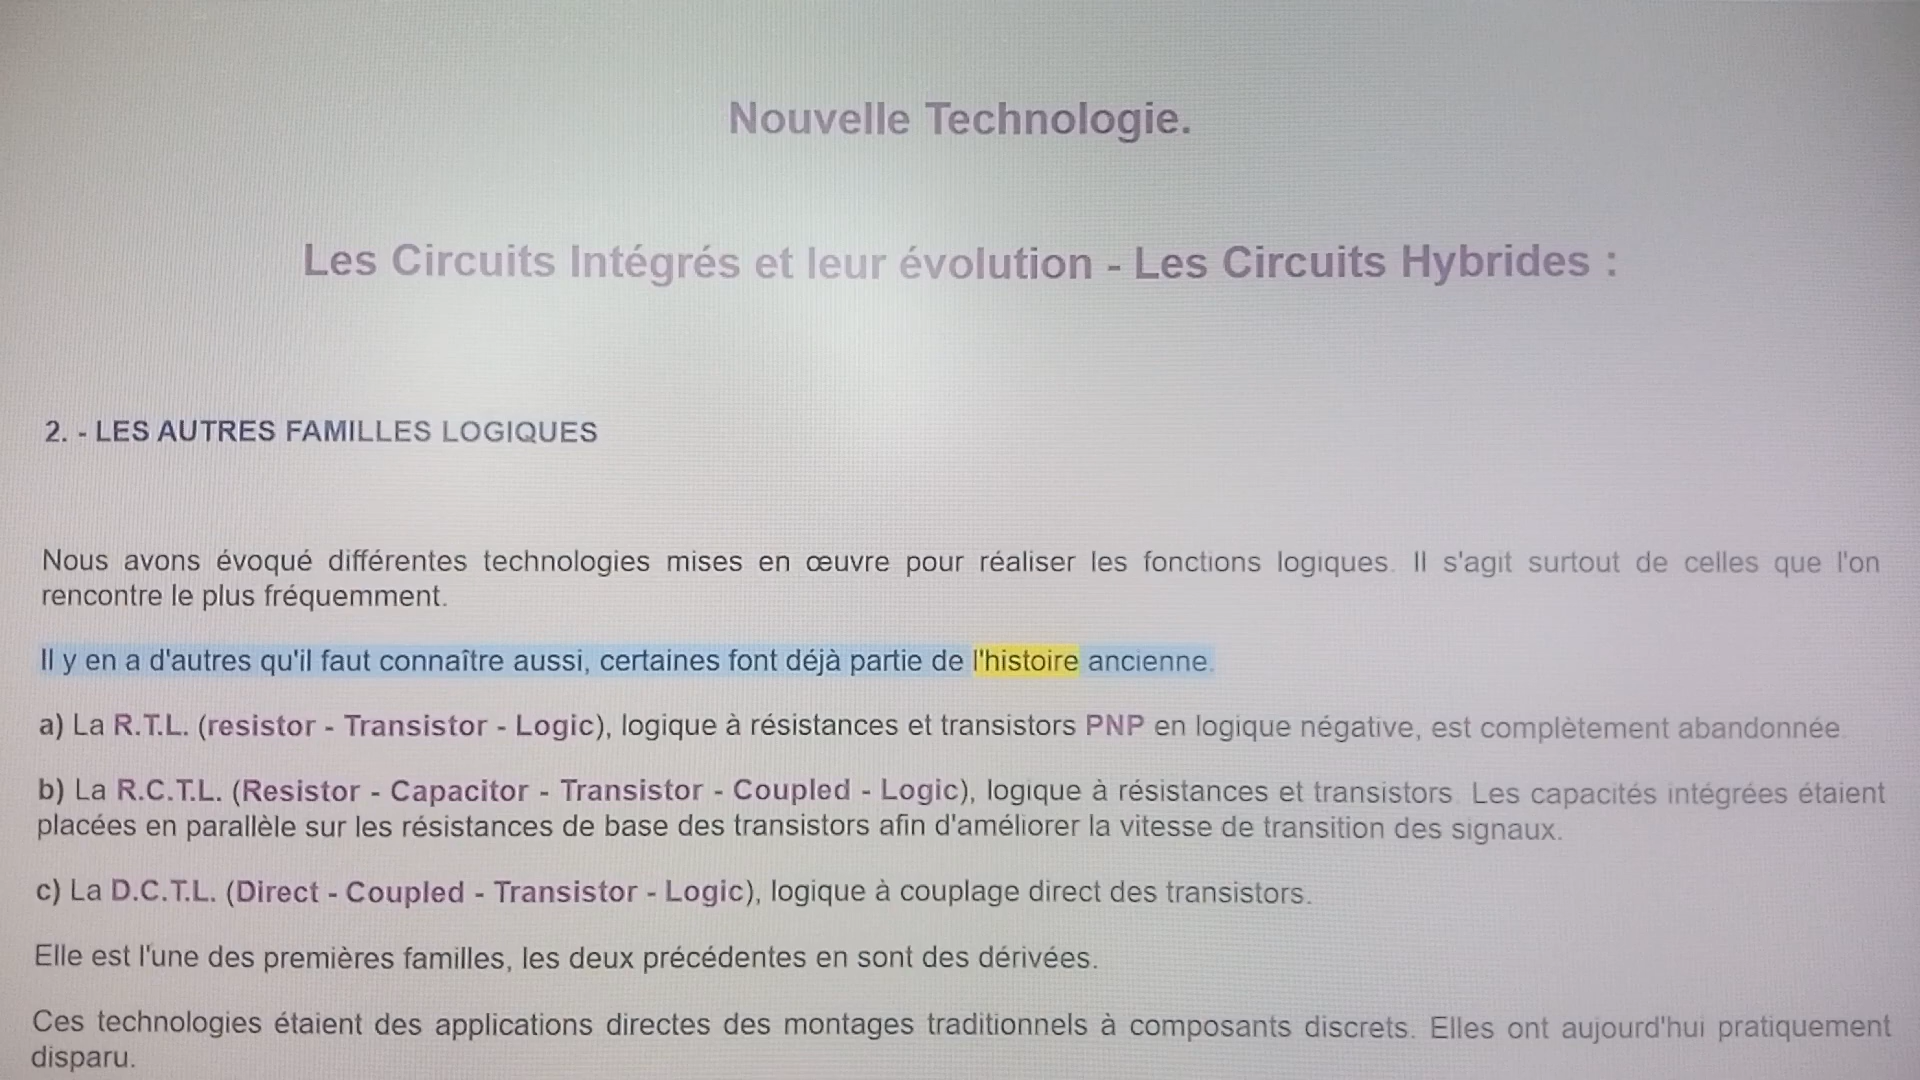 Nouvelle Technologie.
Les Circuits Intégrés et leur évolution - Les Circuits Hybrides :
2. - LES AUTRES FAMILLES LOGIQUES
Nous avons évoqué différentes technologies mises en œuvre pour réaliser les fonctions logiques. Il s'agit surtout de celles que l'on
rencontre le plus fréquemment.
Il y en a d'autres qu'il faut connaître aussi, certaines font déjà partie de l'histoire ancienne.
a) La R.T.L. (resistor - Transistor - Logic), logique à résistances et transistors PNP en logique négative, est complètement abandonnée.
b) La R.C.T.L. (Resistor - Capacitor - Transistor - Coupled - Logic), logique à résistances et transistors. Les capacités intégrées étaient
placées en parallèle sur les résistances de base des transistors afin d'améliorer la vitesse de transition des signaux.
c) La D.C.T.L. (Direct - Coupled - Transistor - Logic), logique à couplage direct des transistors.
Elle est l'une des premières familles, les deux précédentes en sont des dérivées.
Ces technologies étaient des applications directes des montages traditionnels à composants discrets. Elles ont aujourd'hui pratiquement
disparu.